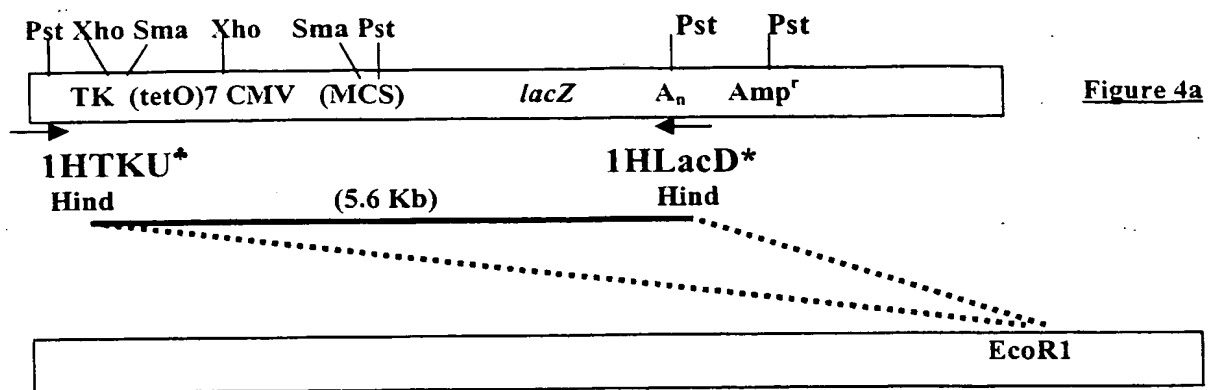 Pst Xho Sma Xho Sma Pst Pst Pst
TK (tetO)7 CMV (MCS) lacZ Aₙ Ampʳ Figure 4a
1HTKU♣ 1HLacD*
Hind (5.6 Kb) Hind
EcoR1